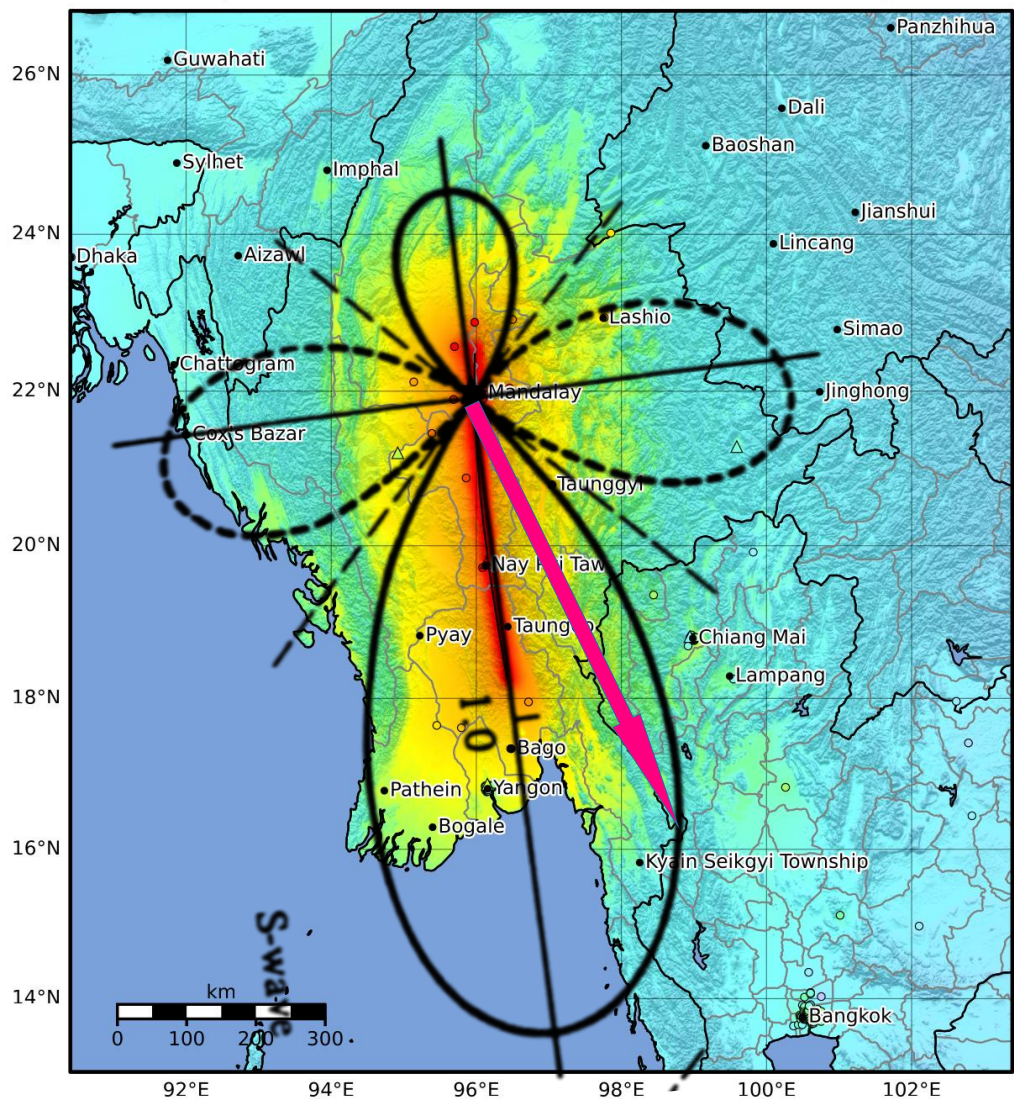 Panzhihua
Guwahati
26°N
Dali
Baoshan
Sylhet
Imphal
Jianshui
24°N
Lincang
Dhaka
Aizawl
Lashio
Simao
Chattogram
22°N
Mandalay
Jinghong
Cox's Bazar
Taunggyi
20°N
Nay Pyi Taw
Taungoo
Pyay
Chiang Mai
Lampang
18°N
1.0
Bago
Pathein
Yangon
Bogale
16°N
Kyain Seikgyi Township
S-wave
km
14°N
Bangkok
0 100 200 300
92°E 94°E 96°E 98°E 100°E 102°E